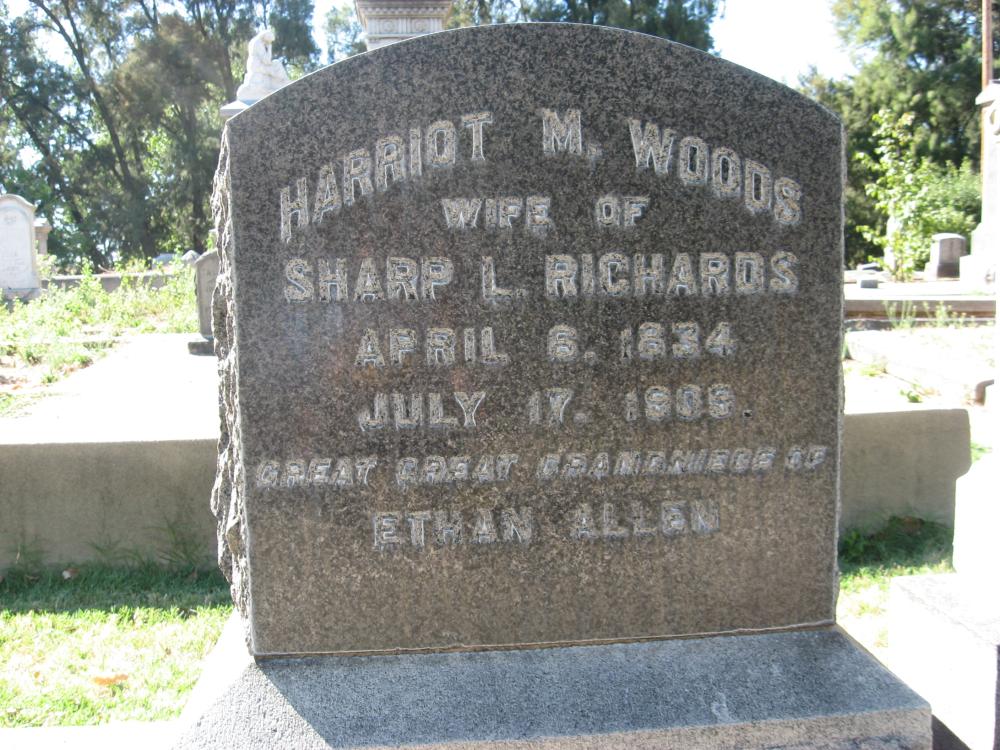 HARRIOT M. WOODS
WIFE OF
SHARP L. RICHARDS
APRIL 6. 1834
JULY 17. 1909.
GREAT GREAT GRANDNIECE OF
ETHAN ALLEN